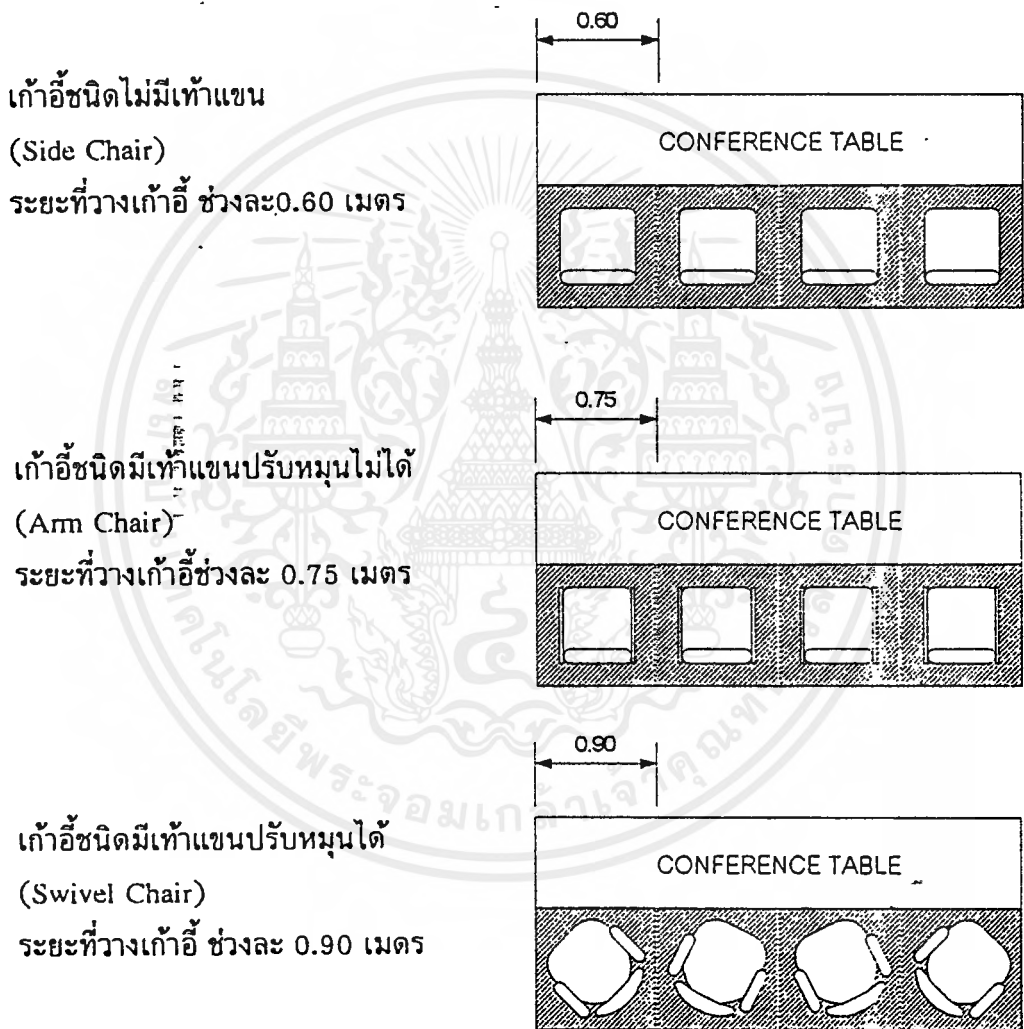 0.60
เก้าอี้ชนิดไม่มีเท้าแขน
(Side Chair)
ระยะที่วางเก้าอี้ ช่วงละ0.60 เมตร
CONFERENCE TABLE
0.75
เก้าอี้ชนิดมีเท้าแขนปรับหมุนไม่ได้
(Arm Chair)
ระยะที่วางเก้าอี้ช่วงละ 0.75 เมตร
CONFERENCE TABLE
0.90
เก้าอี้ชนิดมีเท้าแขนปรับหมุนได้
(Swivel Chair)
ระยะที่วางเก้าอี้ ช่วงละ 0.90 เมตร
CONFERENCE TABLE